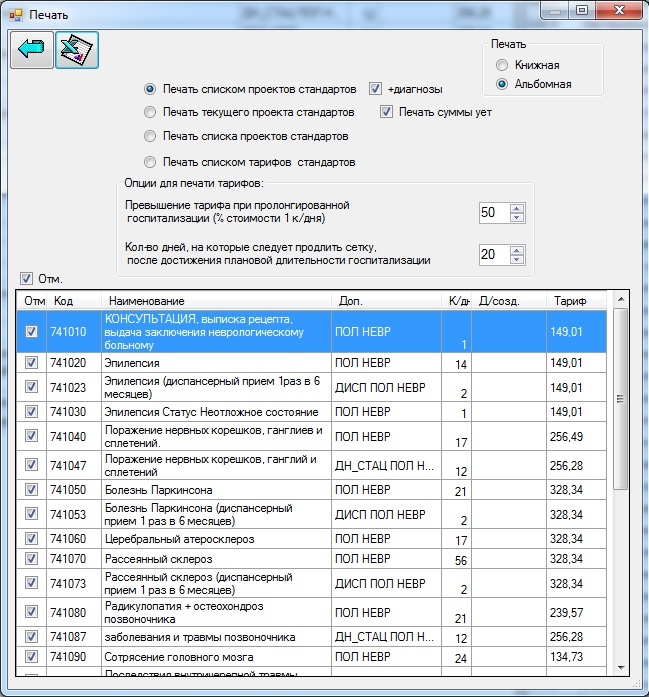 Печать
Печать
Книжная
Альбомная
Печать списком проектов стандартов
+диагнозы
Печать текущего проекта стандартов
Печать суммы ует
Печать списка проектов стандартов
Печать списком тарифов стандартов
Опции для печати тарифов:
Превышение тарифа при пролонгированной
госпитализации (% стоимости 1 к/дня)
50
Кол-во дней, на которые следует продлить сетку,
после достижения плановой длительности госпитализации
20
Отм.
Отм Код Наименование Доп. К/дн Д/созд. Тариф
КОНСУЛЬТАЦИЯ, выписка рецепта,
741010 выдача заключения неврологическому ПОЛ НЕВР 149,01
больному 1
741020 Эпилепсия ПОЛ НЕВР 14 149,01
741023 Эпилепсия (диспансерный прием 1раз в 6 ДИСП ПОЛ НЕВР 149,01
месяцев) 2
741030 Эпилепсия Статус Неотложное состояние ПОЛ НЕВР 1 149,01
741040 Поражение нервных корешков, ганглиев и ПОЛ НЕВР 256,49
сплетений. 17
741047 Поражение нервных корешков, ганглий и ДН_СТАЦ ПОЛ Н... 256,28
сплетений 12
741050 Болезнь Паркинсона ПОЛ НЕВР 21 328,34
741053 Болезнь Паркинсона (диспансерный ДИСП ПОЛ НЕВР 328,34
прием 1 раз в 6 месяцев) 2
741060 Церебральный атеросклероз ПОЛ НЕВР 17 328,34
741070 Рассеянный склероз ПОЛ НЕВР 56 328,34
741073 Рассеянный склероз (диспансерный ДИСП ПОЛ НЕВР 328,34
прием 1 раз в 6 месяцев) 2
741080 Радикулопатия + остеохондроз ПОЛ НЕВР 239,57
позвоночника 21
741087 заболевания и травмы позвоночника ДН_СТАЦ ПОЛ Н... 12 256,28
741090 Сотрясение головного мозга ПОЛ НЕВР 24 134,73
Последствия внутричерепной травмы